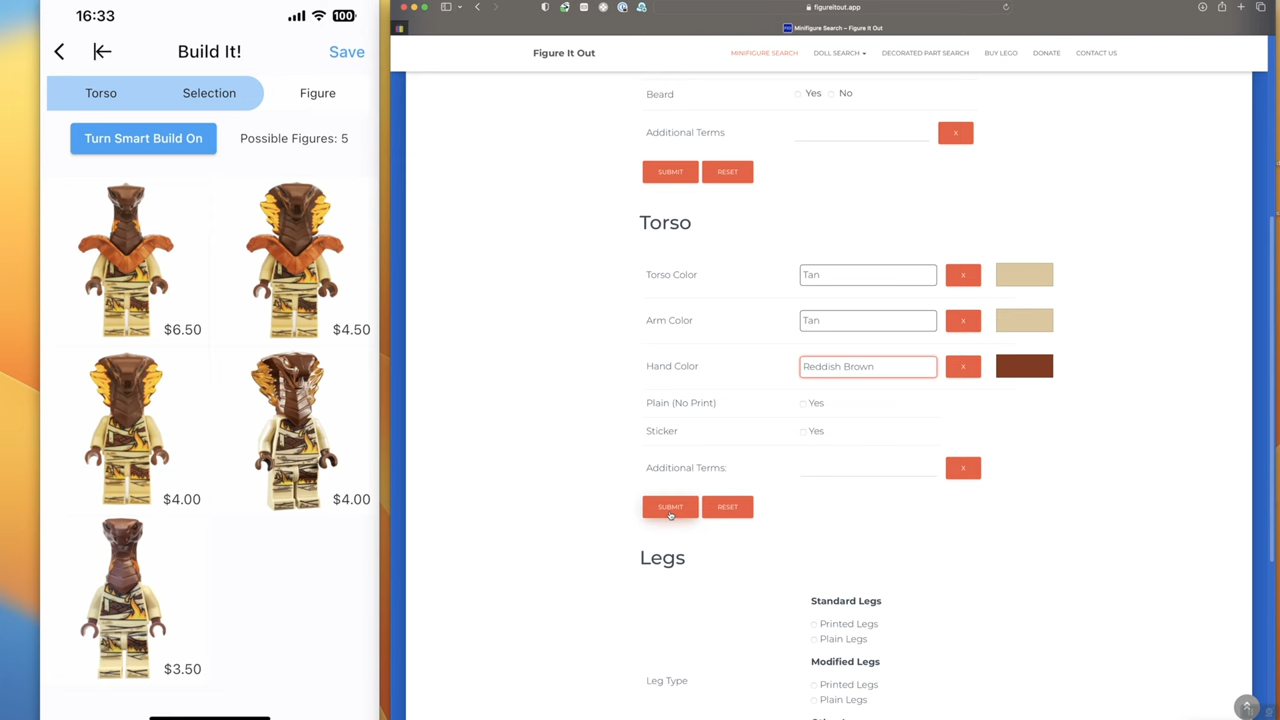 16:33
100
Build It!
Save
Torso
Selection
Figure
Turn Smart Build On
Possible Figures: 5
$6.50
$4.50
$4.00
$4.00
$3.50
figureitout.app
Minifigure Search – Figure It Out
Figure It Out
MINIFIGURE SEARCH
DOLL SEARCH
DECORATED PART SEARCH
BUY LEGO
DONATE
CONTACT US
Beard
Yes
No
Additional Terms
X
SUBMIT
RESET
Torso
Torso Color
Tan
X
Arm Color
Tan
X
Hand Color
Reddish Brown
X
Plain (No Print)
Yes
Sticker
Yes
Additional Terms:
X
SUBMIT
RESET
Legs
Standard Legs
Printed Legs
Plain Legs
Modified Legs
Leg Type
Printed Legs
Plain Legs